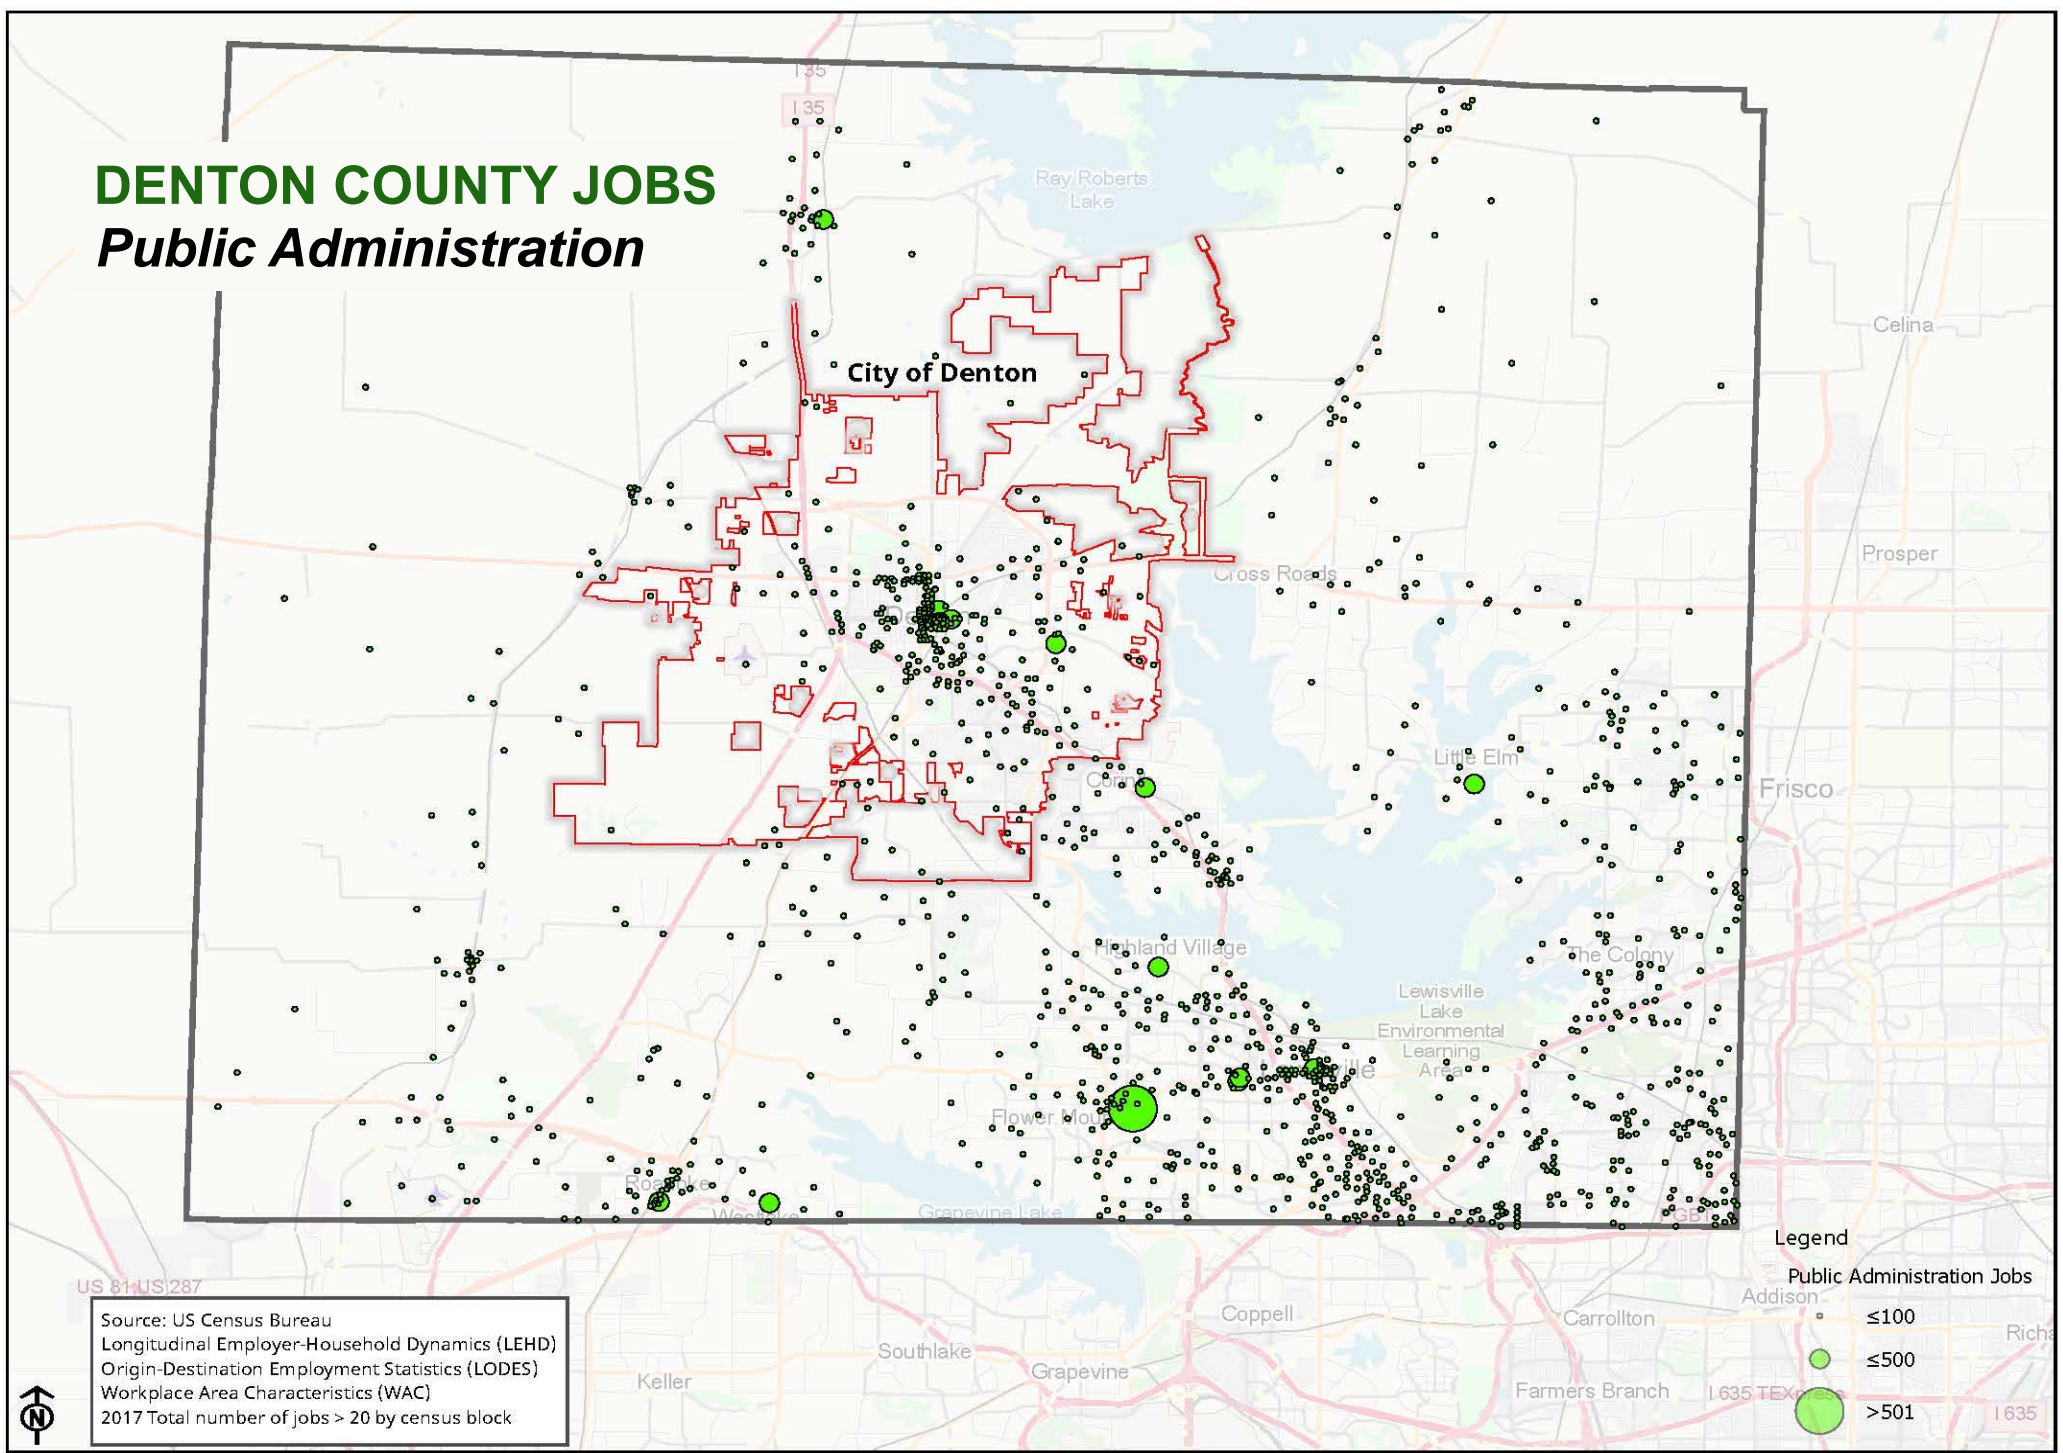 I 35
I 35
DENTON COUNTY JOBS
Public Administration
Ray Roberts
Lake
Celina
City of Denton
Prosper
Cross Roads
Little Elm
Frisco
Highland Village
The Colony
Lewisville
Lake
Environmental
Learning
Area
Westlake
Grapevine Lake
Legend
Public Administration Jobs
≤100
≤500
>501
US 81;US 287
Source: US Census Bureau
Longitudinal Employer-Household Dynamics (LEHD)
Origin-Destination Employment Statistics (LODES)
Workplace Area Characteristics (WAC)
2017 Total number of jobs > 20 by census block
N
Addison
Coppell
Carrollton
Southlake
Grapevine
Keller
Farmers Branch
I 635 TEXpress
I 635